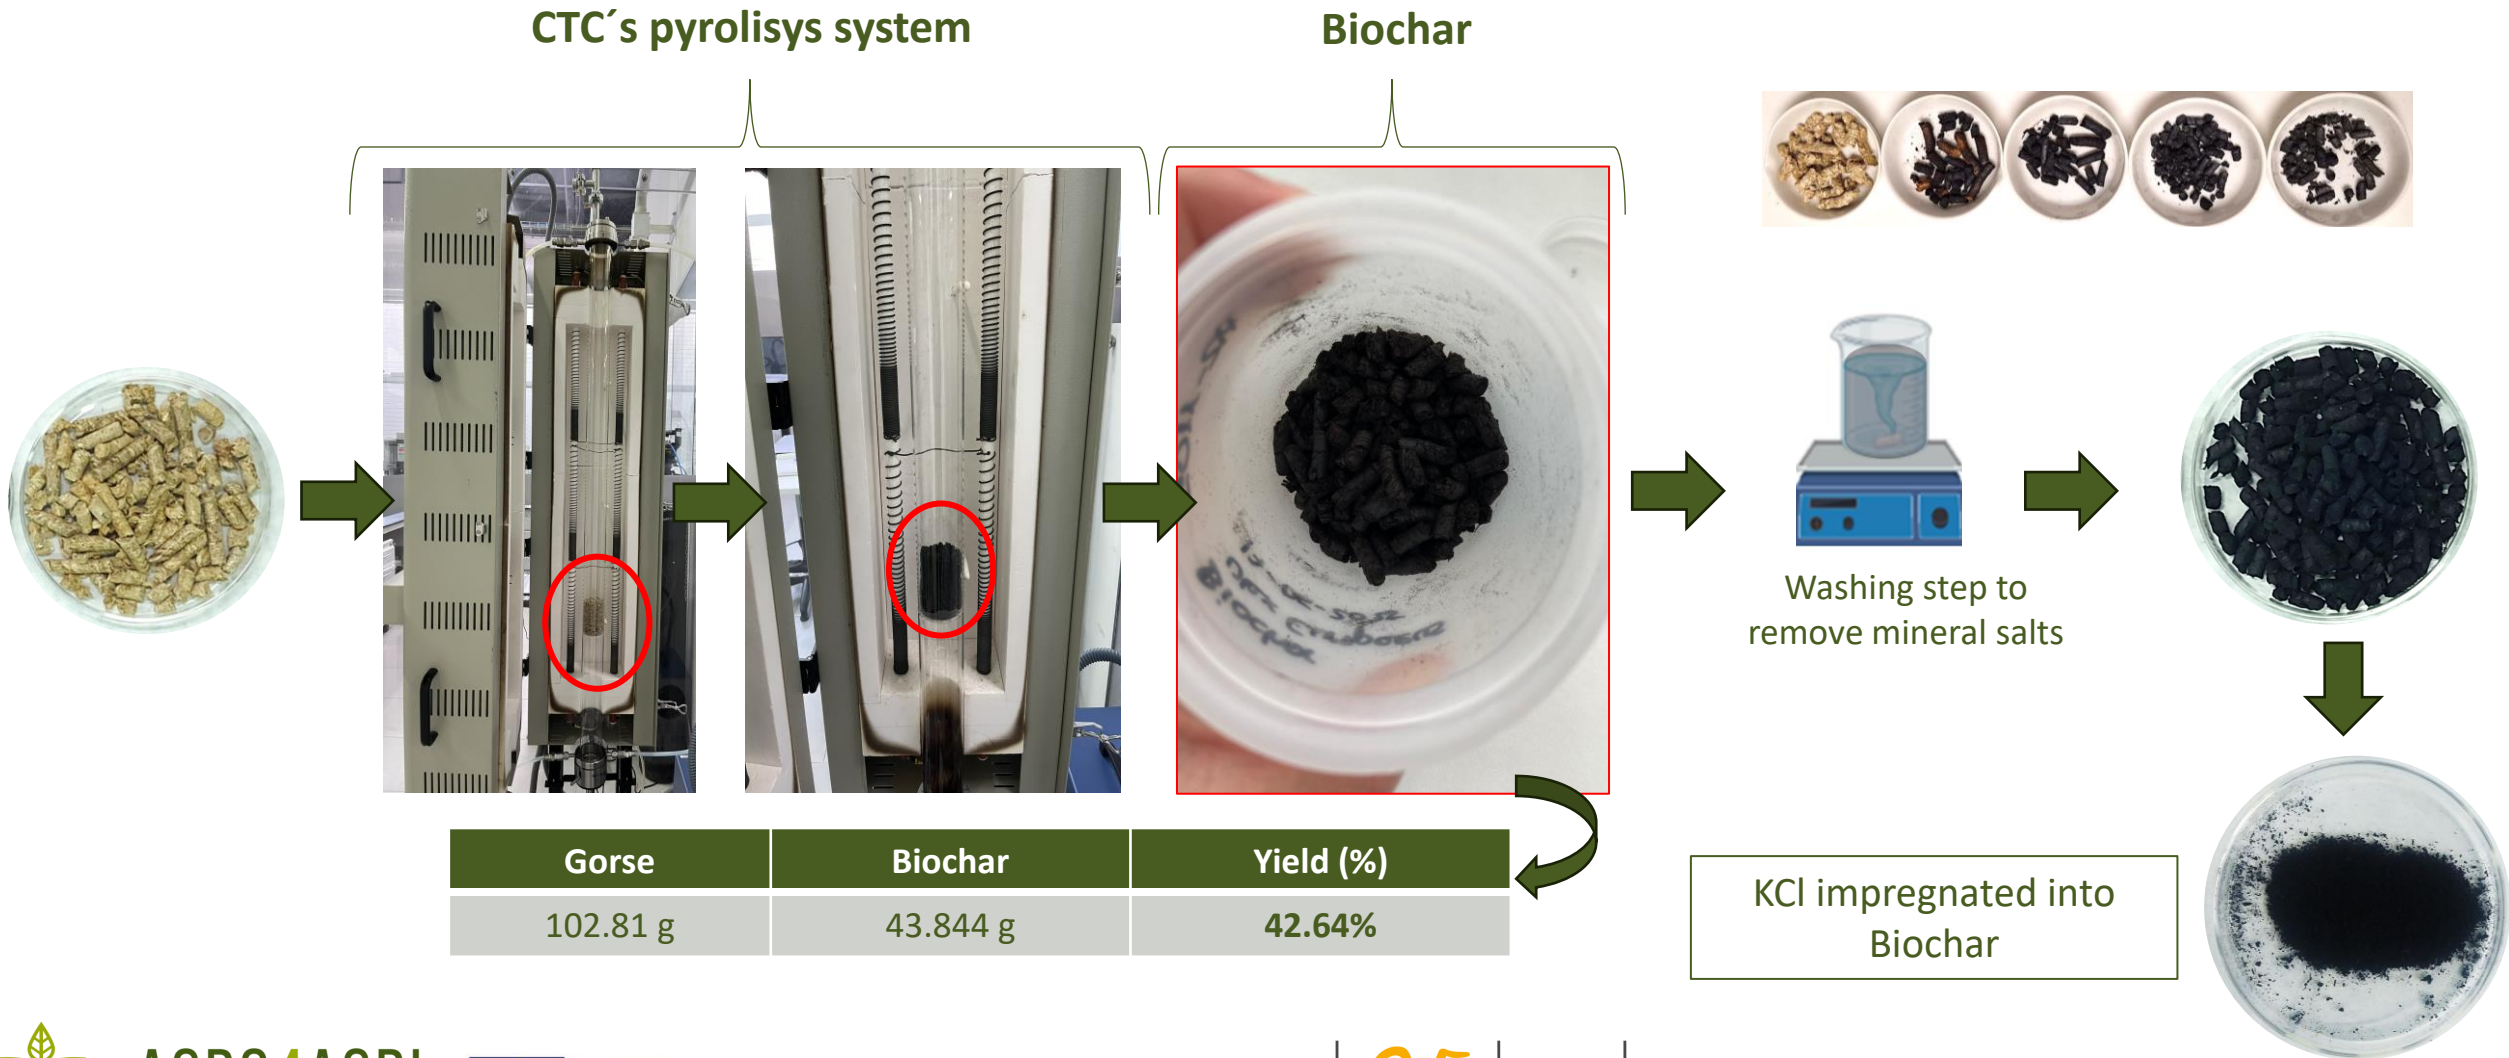 CTC´s pyrolisys system
Biochar
Washing step to
remove mineral salts
Gorse Biochar Yield (%)
102.81 g 43.844 g 42.64%
KCl impregnated into
Biochar